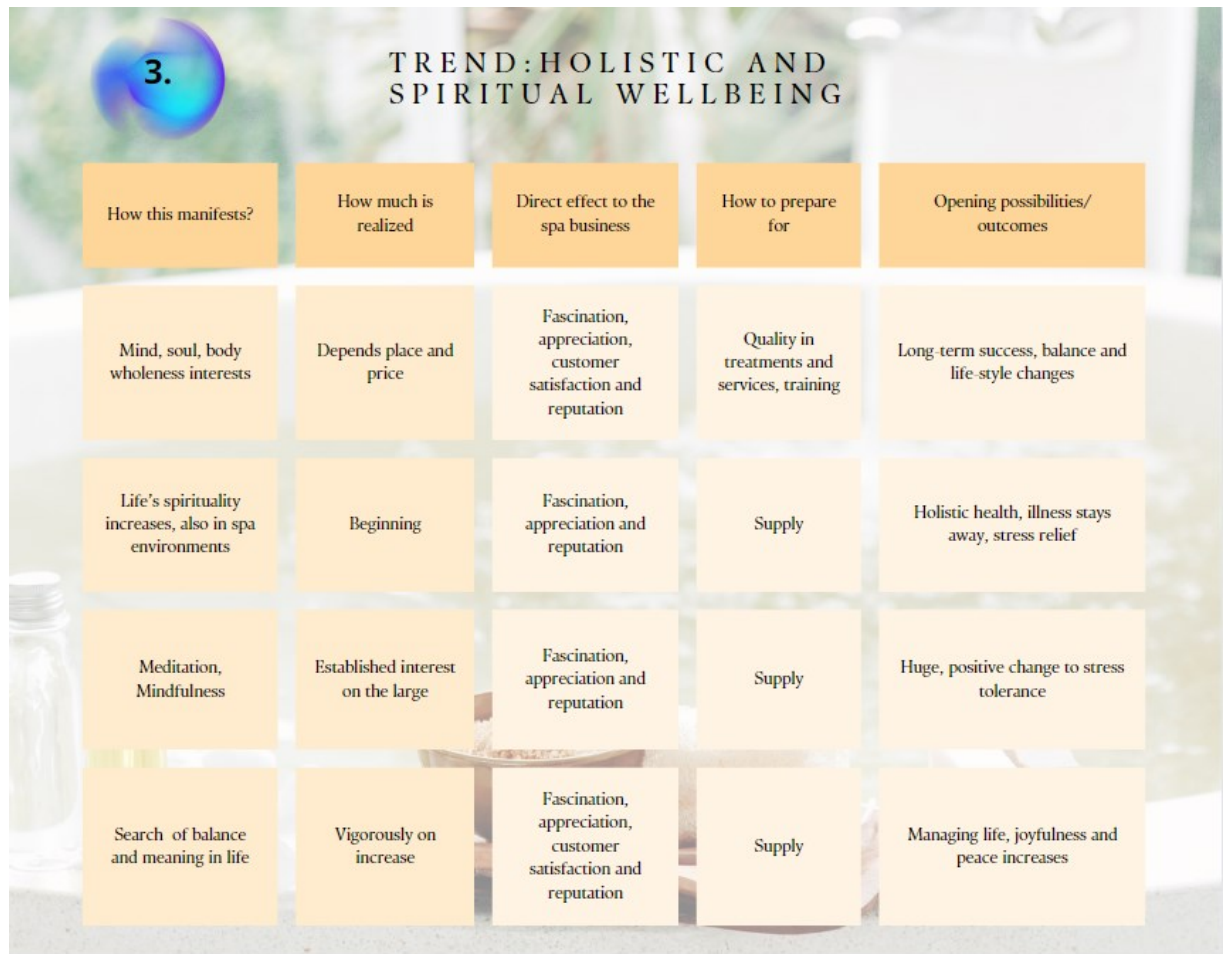 3.
TREND:HOLISTIC AND
SPIRITUAL WELLBEING
How this manifests?
How much is
realized
Direct effect to the
spa business
How to prepare
for
Opening possibilities/
outcomes
Mind, soul, body
wholeness interests
Depends place and
price
Fascination,
appreciation,
customer
satisfaction and
reputation
Quality in
treatments and
services, training
Long-term success, balance and
life-style changes
Life's spirituality
increases, also in spa
environments
Beginning
Fascination,
appreciation and
reputation
Supply
Holistic health, illness stays
away, stress relief
Meditation,
Mindfulness
Established interest
on the large
Fascination,
appreciation and
reputation
Supply
Huge, positive change to stress
tolerance
Search of balance
and meaning in life
Vigorously on
increase
Fascination,
appreciation,
customer
satisfaction and
reputation
Supply
Managing life, joyfulness and
peace increases